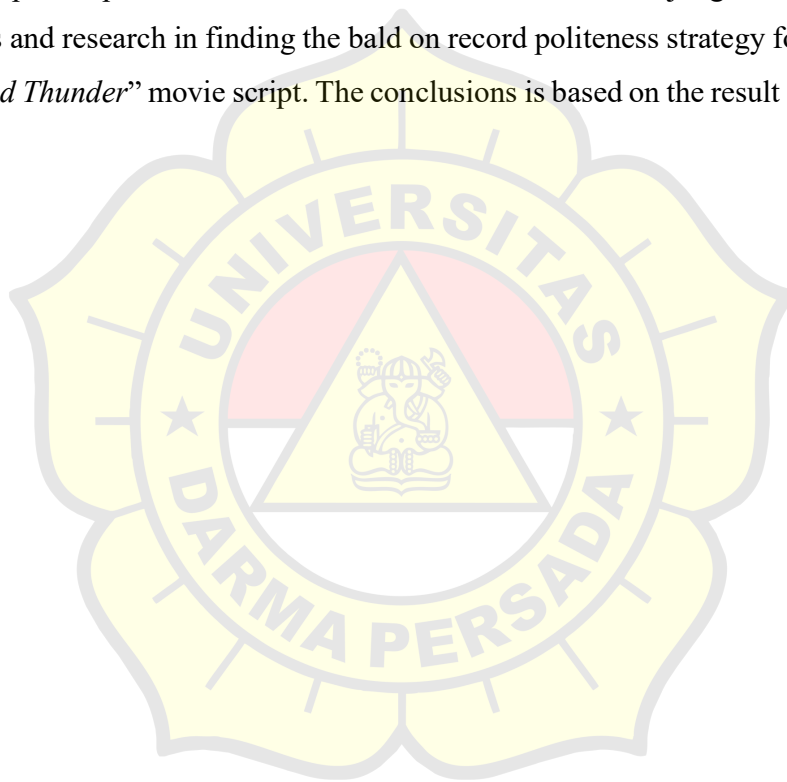 s and research in finding the bald on record politeness strategy fo
d Thunder” movie script. The conclusions is based on the result
UNIVERSITAS
DARMA PERSADA